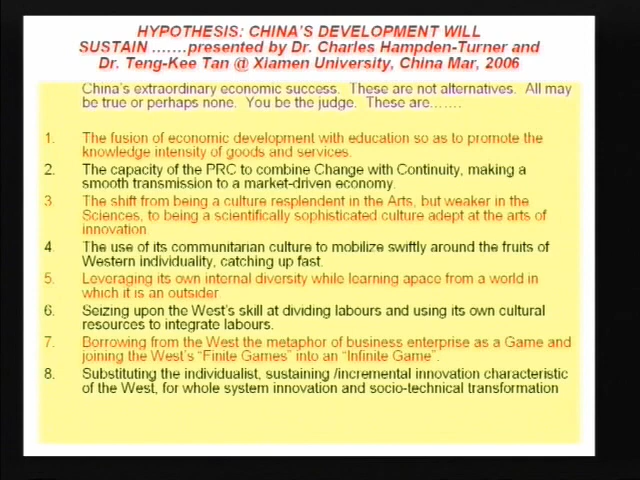 HYPOTHESIS: CHINA'S DEVELOPMENT WILL
SUSTAIN …….presented by Dr. Charles Hampden-Turner and
Dr. Teng-Kee Tan @ Xiamen University, China Mar, 2006
China's extraordinary economic success. These are not alternatives. All may
be true or perhaps none. You be the judge. These are…….
1. The fusion of economic development with education so as to promote the
knowledge intensity of goods and services.
2. The capacity of the PRC to combine Change with Continuity, making a
smooth transmission to a market-driven economy.
3. The shift from being a culture resplendent in the Arts, but weaker in the
Sciences, to being a scientifically sophisticated culture adept at the arts of
innovation.
4. The use of its communitarian culture to mobilize swiftly around the fruits of
Western individuality, catching up fast.
5. Leveraging its own internal diversity while learning apace from a world in
which it is an outsider
6. Seizing upon the West's skill at dividing labours and using its own cultural
resources to integrate labours.
7. Borrowing from the West the metaphor of business enterprise as a Game and
joining the West's "Finite Games" into an "Infinite Game".
8. Substituting the individualist, sustaining /incremental innovation characteristic
of the West, for whole system innovation and socio-technical transformation